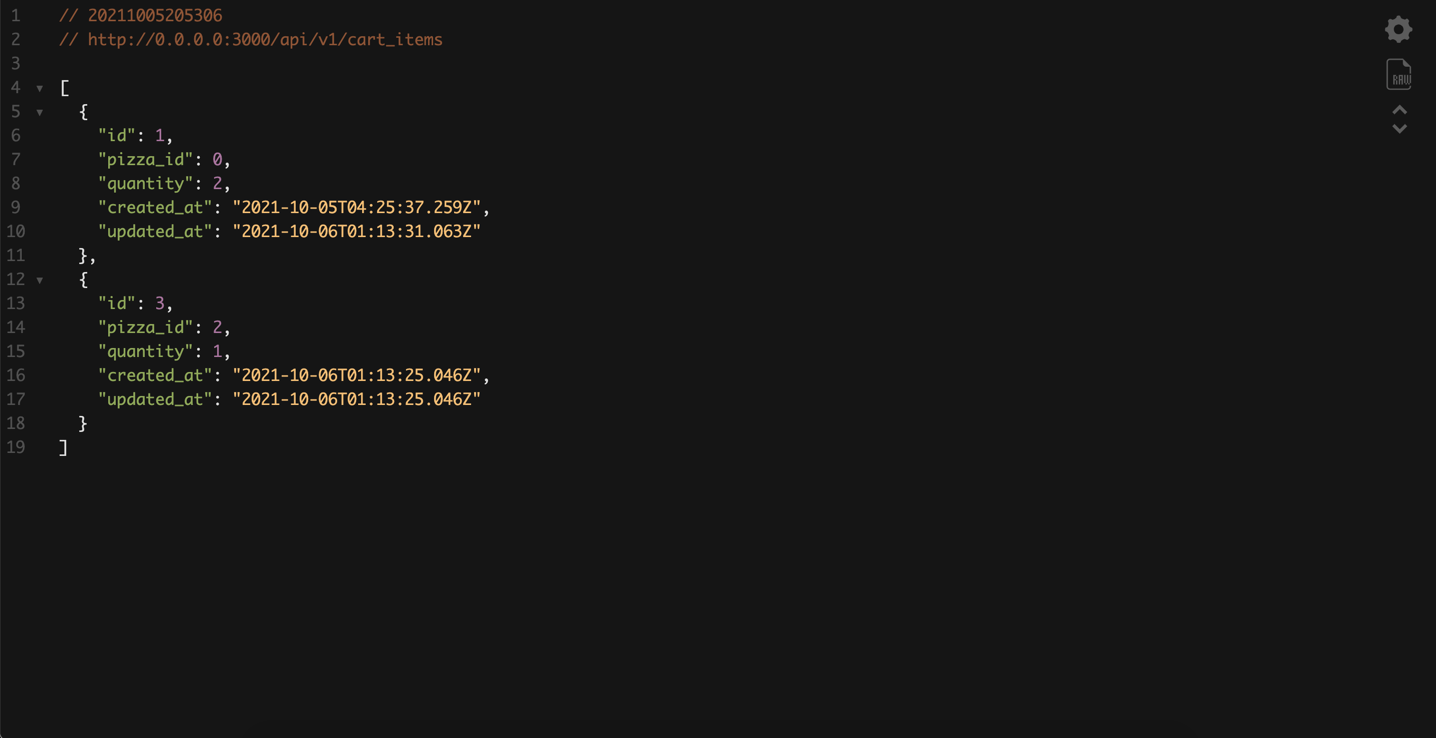 1 // 20211005205306
2 // http://0.0.0.0:3000/api/v1/cart_items
3
4 [
5 {
6 "id": 1,
7 "pizza_id": 0,
8 "quantity": 2,
9 "created_at": "2021-10-05T04:25:37.259Z",
10 "updated_at": "2021-10-06T01:13:31.063Z"
11 },
12 {
13 "id": 3,
14 "pizza_id": 2,
15 "quantity": 1,
16 "created_at": "2021-10-06T01:13:25.046Z",
17 "updated_at": "2021-10-06T01:13:25.046Z"
18 }
19 ]
RAW